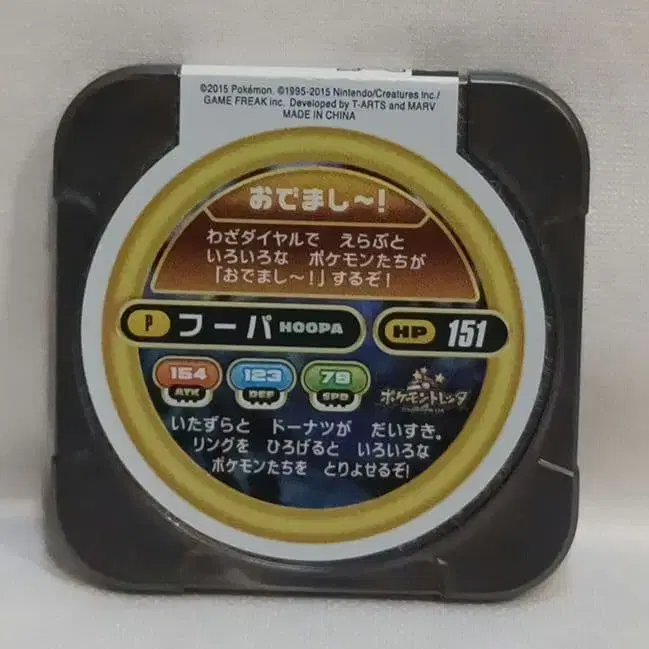 ©2015 Pokémon. ©1995-2015 Nintendo/Creatures Inc./
GAME FREAK inc. Developed by T-ARTS and MARV
MADE IN CHINA
おでまし～!
わざダイヤルで えらぶと
いろいろな ポケモンたちが
「おでまし～!」するぞ!
P フーパ HOOPA HP 151
154 123 78
ATK DEF SPD
ポケモントレッタ
いたずらと ドーナツが だいすき。
リングを ひろげると いろいろな
ポケモンたちを とりよせるぞ!